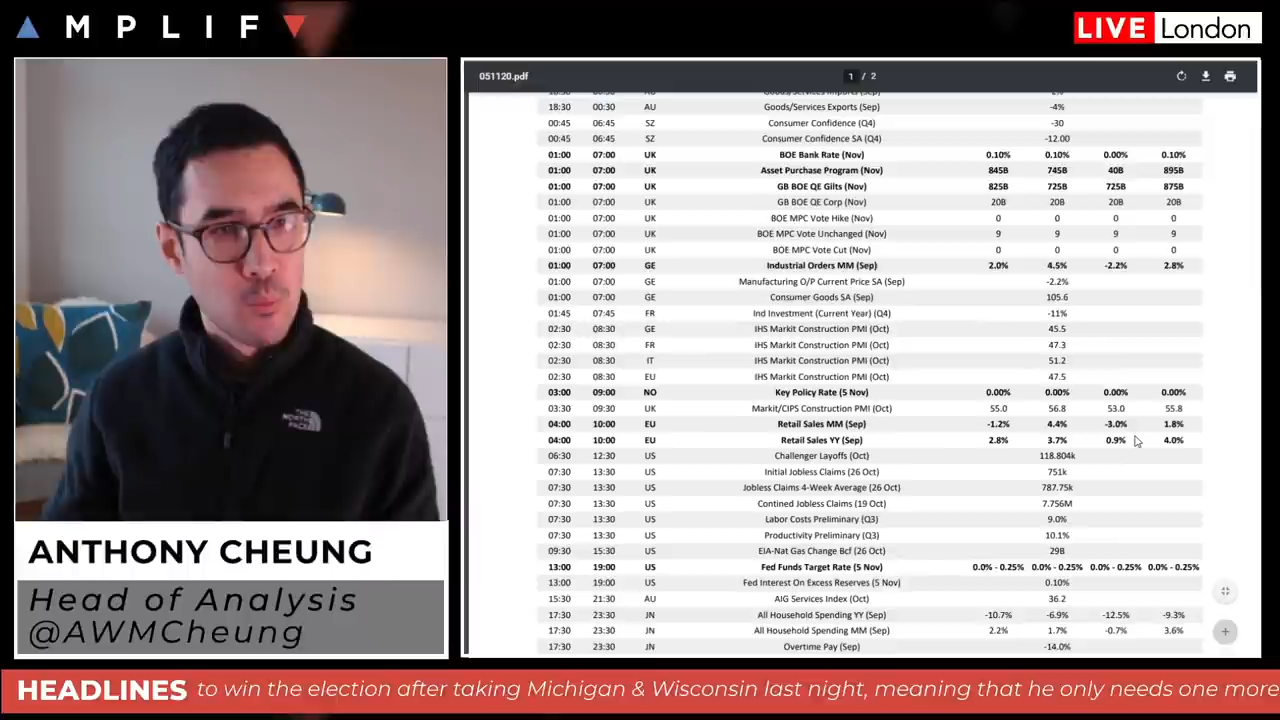 AMPLIFY
LIVE London
051120.pdf 1 / 2
18:30 00:30 AU Goods/Services Exports (Sep) -4%
00:45 06:45 SZ Consumer Confidence (Q4) -30
00:45 06:45 SZ Consumer Confidence SA (Q4) -12.00
01:00 07:00 UK BOE Bank Rate (Nov) 0.10% 0.10% 0.00% 0.10%
01:00 07:00 UK Asset Purchase Program (Nov) 845B 745B 40B 895B
01:00 07:00 UK GB BOE QE Gilts (Nov) 825B 725B 725B 875B
01:00 07:00 UK GB BOE QE Corp (Nov) 20B 20B 20B 20B
01:00 07:00 UK BOE MPC Vote Hike (Nov) 0 0 0 0
01:00 07:00 UK BOE MPC Vote Unchanged (Nov) 9 9 9 9
01:00 07:00 UK BOE MPC Vote Cut (Nov) 0 0 0 0
01:00 07:00 GE Industrial Orders MM (Sep) 2.0% 4.5% -2.2% 2.8%
01:00 07:00 GE Manufacturing O/P Current Price SA (Sep) -2.2%
01:00 07:00 GE Consumer Goods SA (Sep) 105.6
01:45 07:45 FR Ind Investment (Current Year) (Q4) -11%
02:30 08:30 GE IHS Markit Construction PMI (Oct) 45.5
02:30 08:30 FR IHS Markit Construction PMI (Oct) 47.3
02:30 08:30 IT IHS Markit Construction PMI (Oct) 51.2
02:30 08:30 EU IHS Markit Construction PMI (Oct) 47.5
03:00 09:00 NO Key Policy Rate (5 Nov) 0.00% 0.00% 0.00% 0.00%
03:30 09:30 UK Markit/CIPS Construction PMI (Oct) 55.0 56.8 53.0 55.8
04:00 10:00 EU Retail Sales MM (Sep) -1.2% 4.4% -3.0% 1.8%
04:00 10:00 EU Retail Sales YY (Sep) 2.8% 3.7% 0.9% 4.0%
06:30 12:30 US Challenger Layoffs (Oct) 118.804k
07:30 13:30 US Initial Jobless Claims (26 Oct) 751k
07:30 13:30 US Jobless Claims 4-Week Average (26 Oct) 787.75k
07:30 13:30 US Contined Jobless Claims (19 Oct) 7.756M
07:30 13:30 US Labor Costs Preliminary (Q3) 9.0%
07:30 13:30 US Productivity Preliminary (Q3) 10.1%
09:30 15:30 US EIA-Nat Gas Change Bcf (26 Oct) 29B
13:00 19:00 US Fed Funds Target Rate (5 Nov) 0.0% - 0.25% 0.0% - 0.25% 0.0% - 0.25% 0.0% - 0.25%
13:00 19:00 US Fed Interest On Excess Reserves (5 Nov) 0.10%
15:30 21:30 AU AIG Services Index (Oct) 36.2
17:30 23:30 JN All Household Spending YY (Sep) -10.7% -6.9% -12.5% -9.3%
17:30 23:30 JN All Household Spending MM (Sep) 2.2% 1.7% -0.7% 3.6%
17:30 23:30 JN Overtime Pay (Sep) -14.0%
THE NORTH FACE
ANTHONY CHEUNG
Head of Analysis
@AWMCheung
HEADLINES to win the election after taking Michigan & Wisconsin last night, meaning that he only needs one more